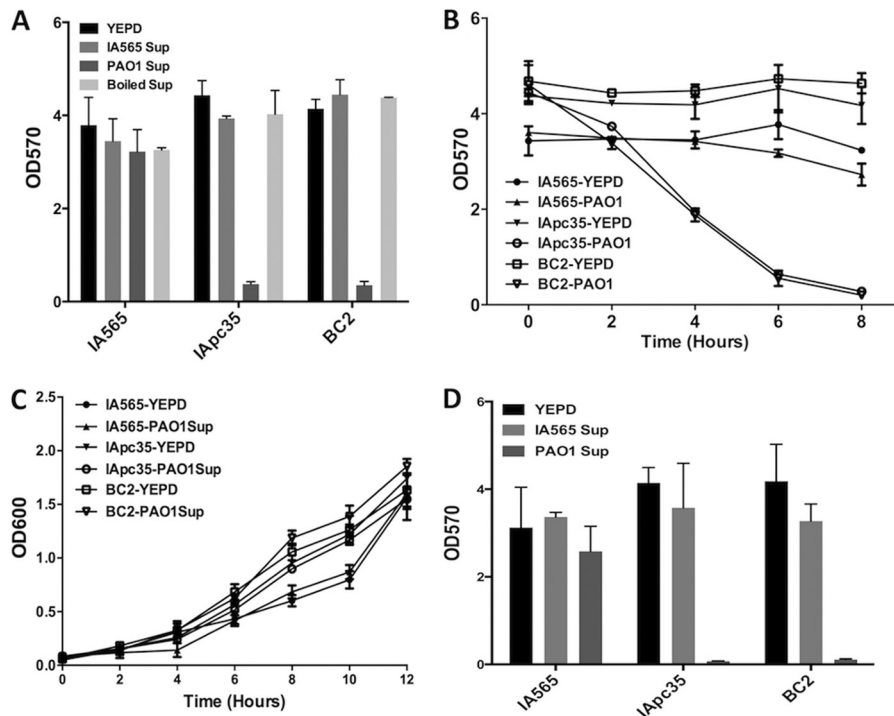 A
YEPD
IA565 Sup
PAO1 Sup
Boiled Sup
OD570
6
4
2
0
IA565
IApc35
BC2
B
OD570
6
4
2
0
IA565-YEPD
IA565-PAO1
IApc35-YEPD
IApc35-PAO1
BC2-YEPD
BC2-PAO1
0 2 4 6 8
Time (Hours)
C
OD600
2.5
2.0
1.5
1.0
0.5
0.0
IA565-YEPD
IA565-PAO1Sup
IApc35-YEPD
IApc35-PAO1Sup
BC2-YEPD
BC2-PAO1Sup
0 2 4 6 8 10 12
Time (Hours)
D
YEPD
IA565 Sup
PAO1 Sup
OD570
6
4
2
0
IA565
IApc35
BC2